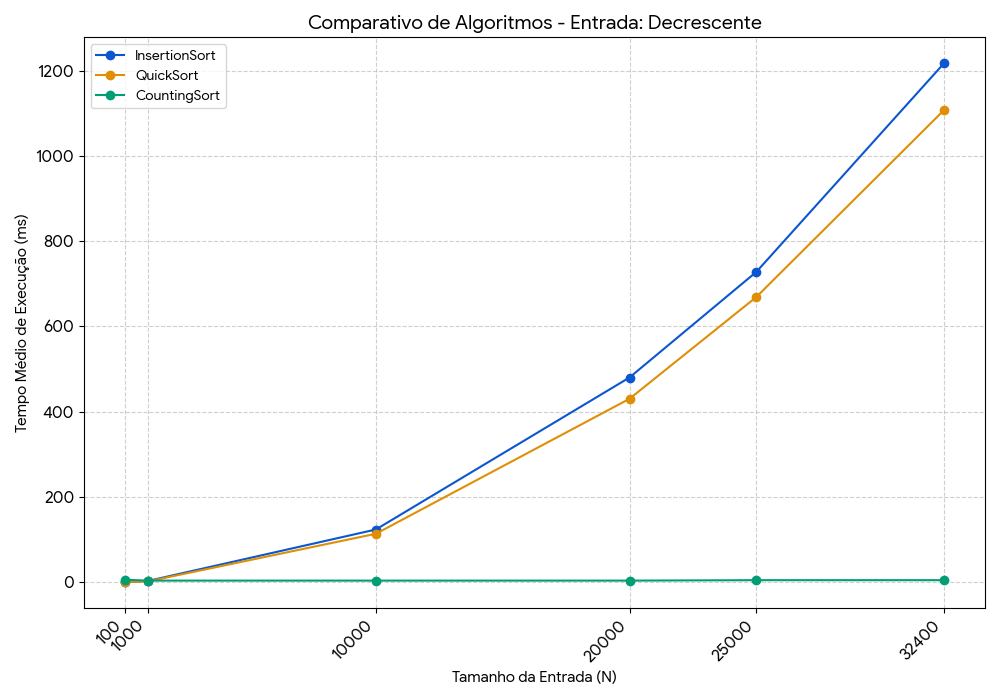 Comparativo de Algoritmos - Entrada: Decrescente
InsertionSort
QuickSort
CountingSort
Tempo Médio de Execução (ms)
1200
1000
800
600
400
200
0
100
1000
10000
20000
25000
32400
Tamanho da Entrada (N)